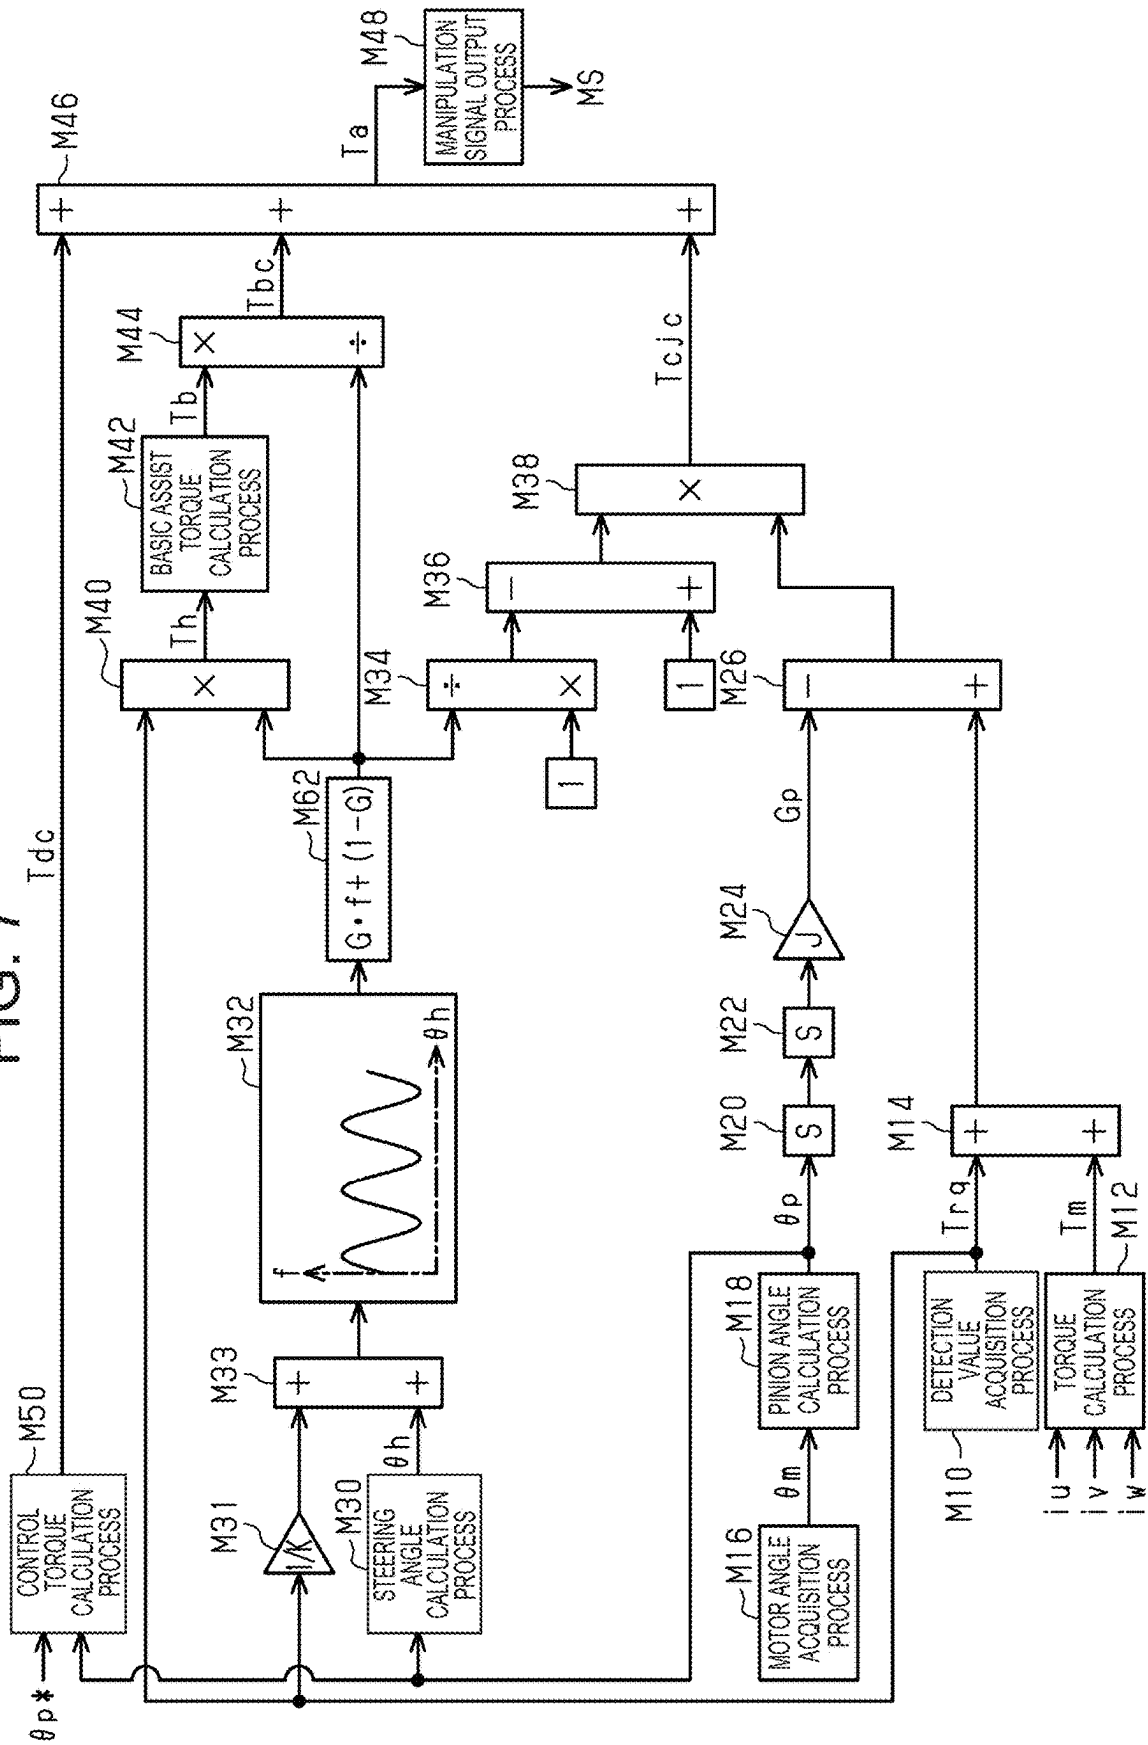 FIG. 7
θp*
CONTROL
TORQUE
CALCULATION
PROCESS
M50
Tdc
M46
+
+
+
Ta
M48
MANIPULATION
SIGNAL OUTPUT
PROCESS
MS
M31
1/K
M30
STEERING
ANGLE
CALCULATION
PROCESS
θh
M33
+
+
M32
f
θh
M62
G·f+(1-G)
M40
×
Th
M42
BASIC ASSIST
TORQUE
CALCULATION
PROCESS
Tb
M44
×
÷
Tbc
M34
÷
×
1
M36
−
+
1
M38
×
Tcjc
M16
MOTOR ANGLE
ACQUISITION
PROCESS
θm
M18
PINION ANGLE
CALCULATION
PROCESS
θp
M20
S
M22
S
M24
J
Gp
M26
−
+
M10
DETECTION
VALUE
ACQUISITION
PROCESS
Trq
iu
iv
iw
M12
TORQUE
CALCULATION
PROCESS
Tm
M14
+
+